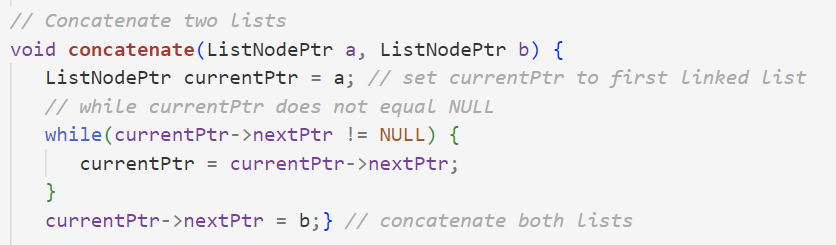 // Concatenate two lists
void concatenate(ListNodePtr a, ListNodePtr b) {
   ListNodePtr currentPtr = a; // set currentPtr to first linked list
   // while currentPtr does not equal NULL
   while(currentPtr->nextPtr != NULL) {
      currentPtr = currentPtr->nextPtr;
   }
   currentPtr->nextPtr = b;} // concatenate both lists